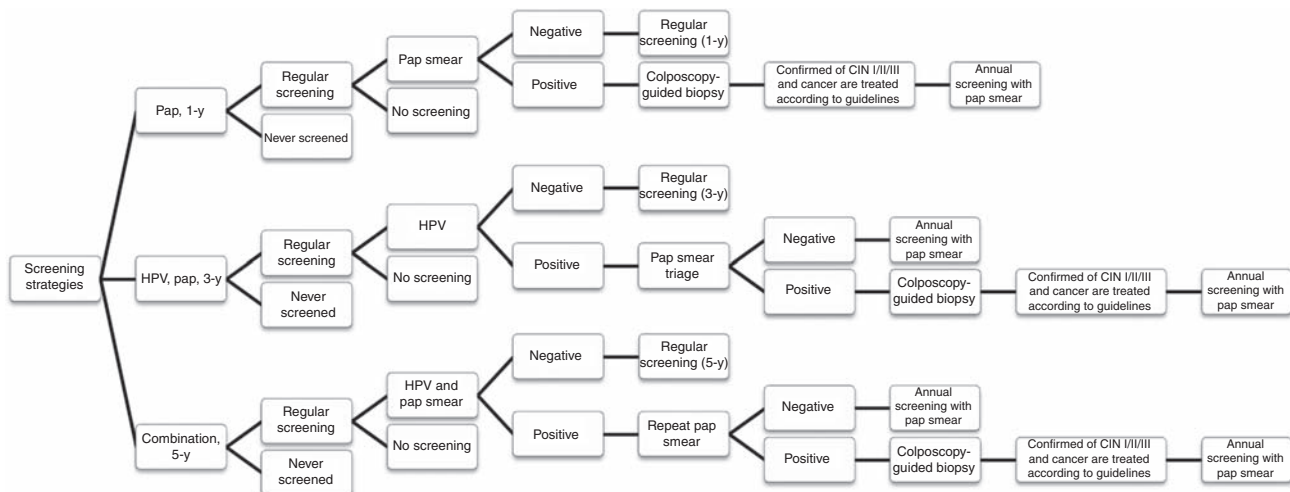 Screening
strategies
Pap, 1-y
Regular
screening
Never screened
Pap smear
No screening
Negative
Regular
screening (1-y)
Positive
Colposcopy-
guided biopsy
Confirmed of CIN I/II/III
and cancer are treated
according to guidelines
Annual
screening with
pap smear
HPV, pap, 3-y
Regular
screening
Never
screened
HPV
No screening
Negative
Regular
screening (3-y)
Positive
Pap smear
triage
Negative
Annual
screening with
pap smear
Positive
Colposcopy-
guided biopsy
Confirmed of CIN I/II/III
and cancer are treated
according to guidelines
Annual
screening with
pap smear
Combination,
5-y
Regular
screening
Never
screened
HPV and
pap smear
No screening
Negative
Regular
screening (5-y)
Positive
Repeat pap
smear
Negative
Annual
screening with
pap smear
Positive
Colposcopy-
guided biopsy
Confirmed of CIN I/II/III
and cancer are treated
according to guidelines
Annual
screening with
pap smear